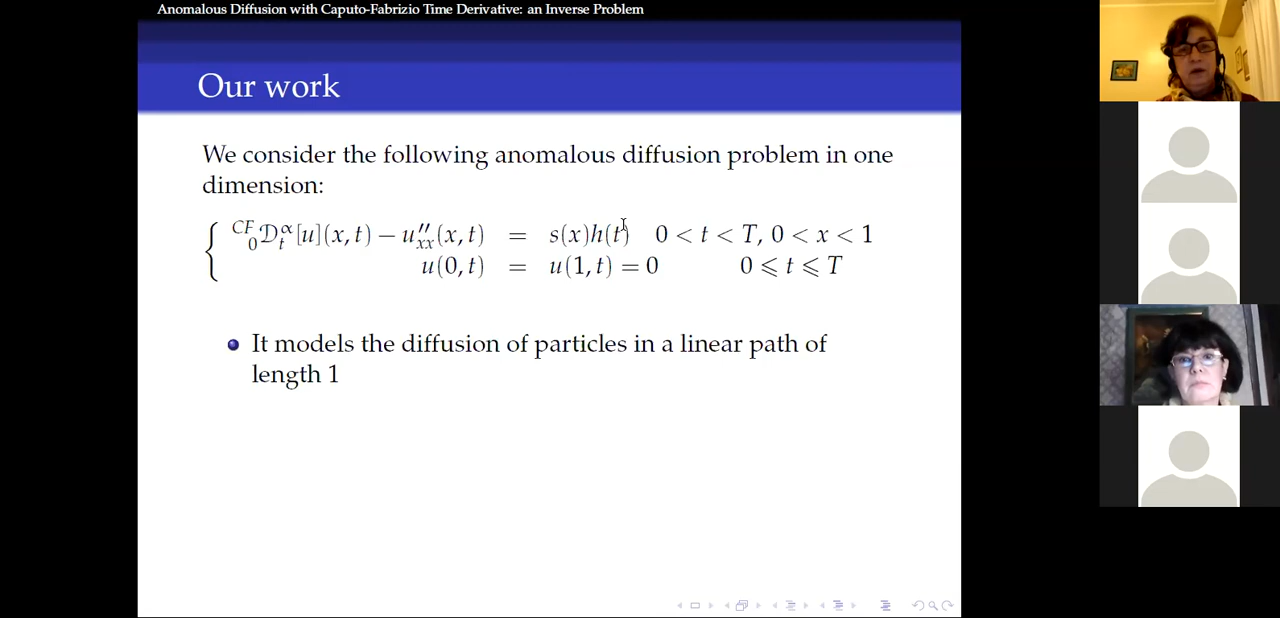 Anomalous Diffusion with Caputo-Fabrizio Time Derivative: an Inverse Problem
Our work
We consider the following anomalous diffusion problem in one
dimension:
{ ^{CF}_0 𝒟^α_t [u](x, t) − u''_{xx}(x, t) = s(x)h(t) 0 < t < T, 0 < x < 1
u(0, t) = u(1, t) = 0 0 ⩽ t ⩽ T
It models the diffusion of particles in a linear path of
length 1